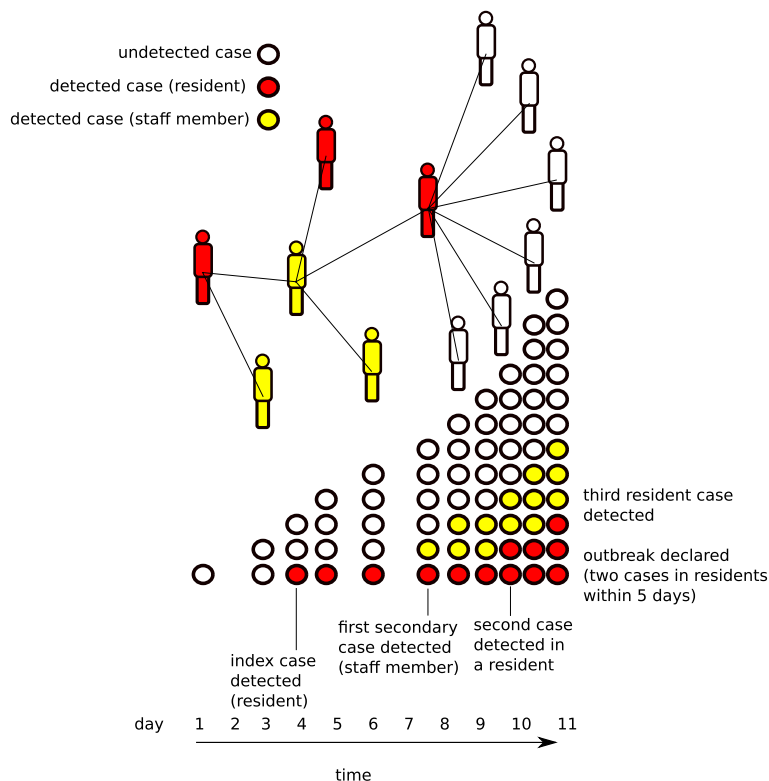 undetected case
detected case (resident)
detected case (staff member)
third resident case
detected
outbreak declared
(two cases in residents
within 5 days)
first secondary
case detected
(staff member)
second case
detected in
a resident
index case
detected
(resident)
day 1 2 3 4 5 6 7 8 9 10 11
time